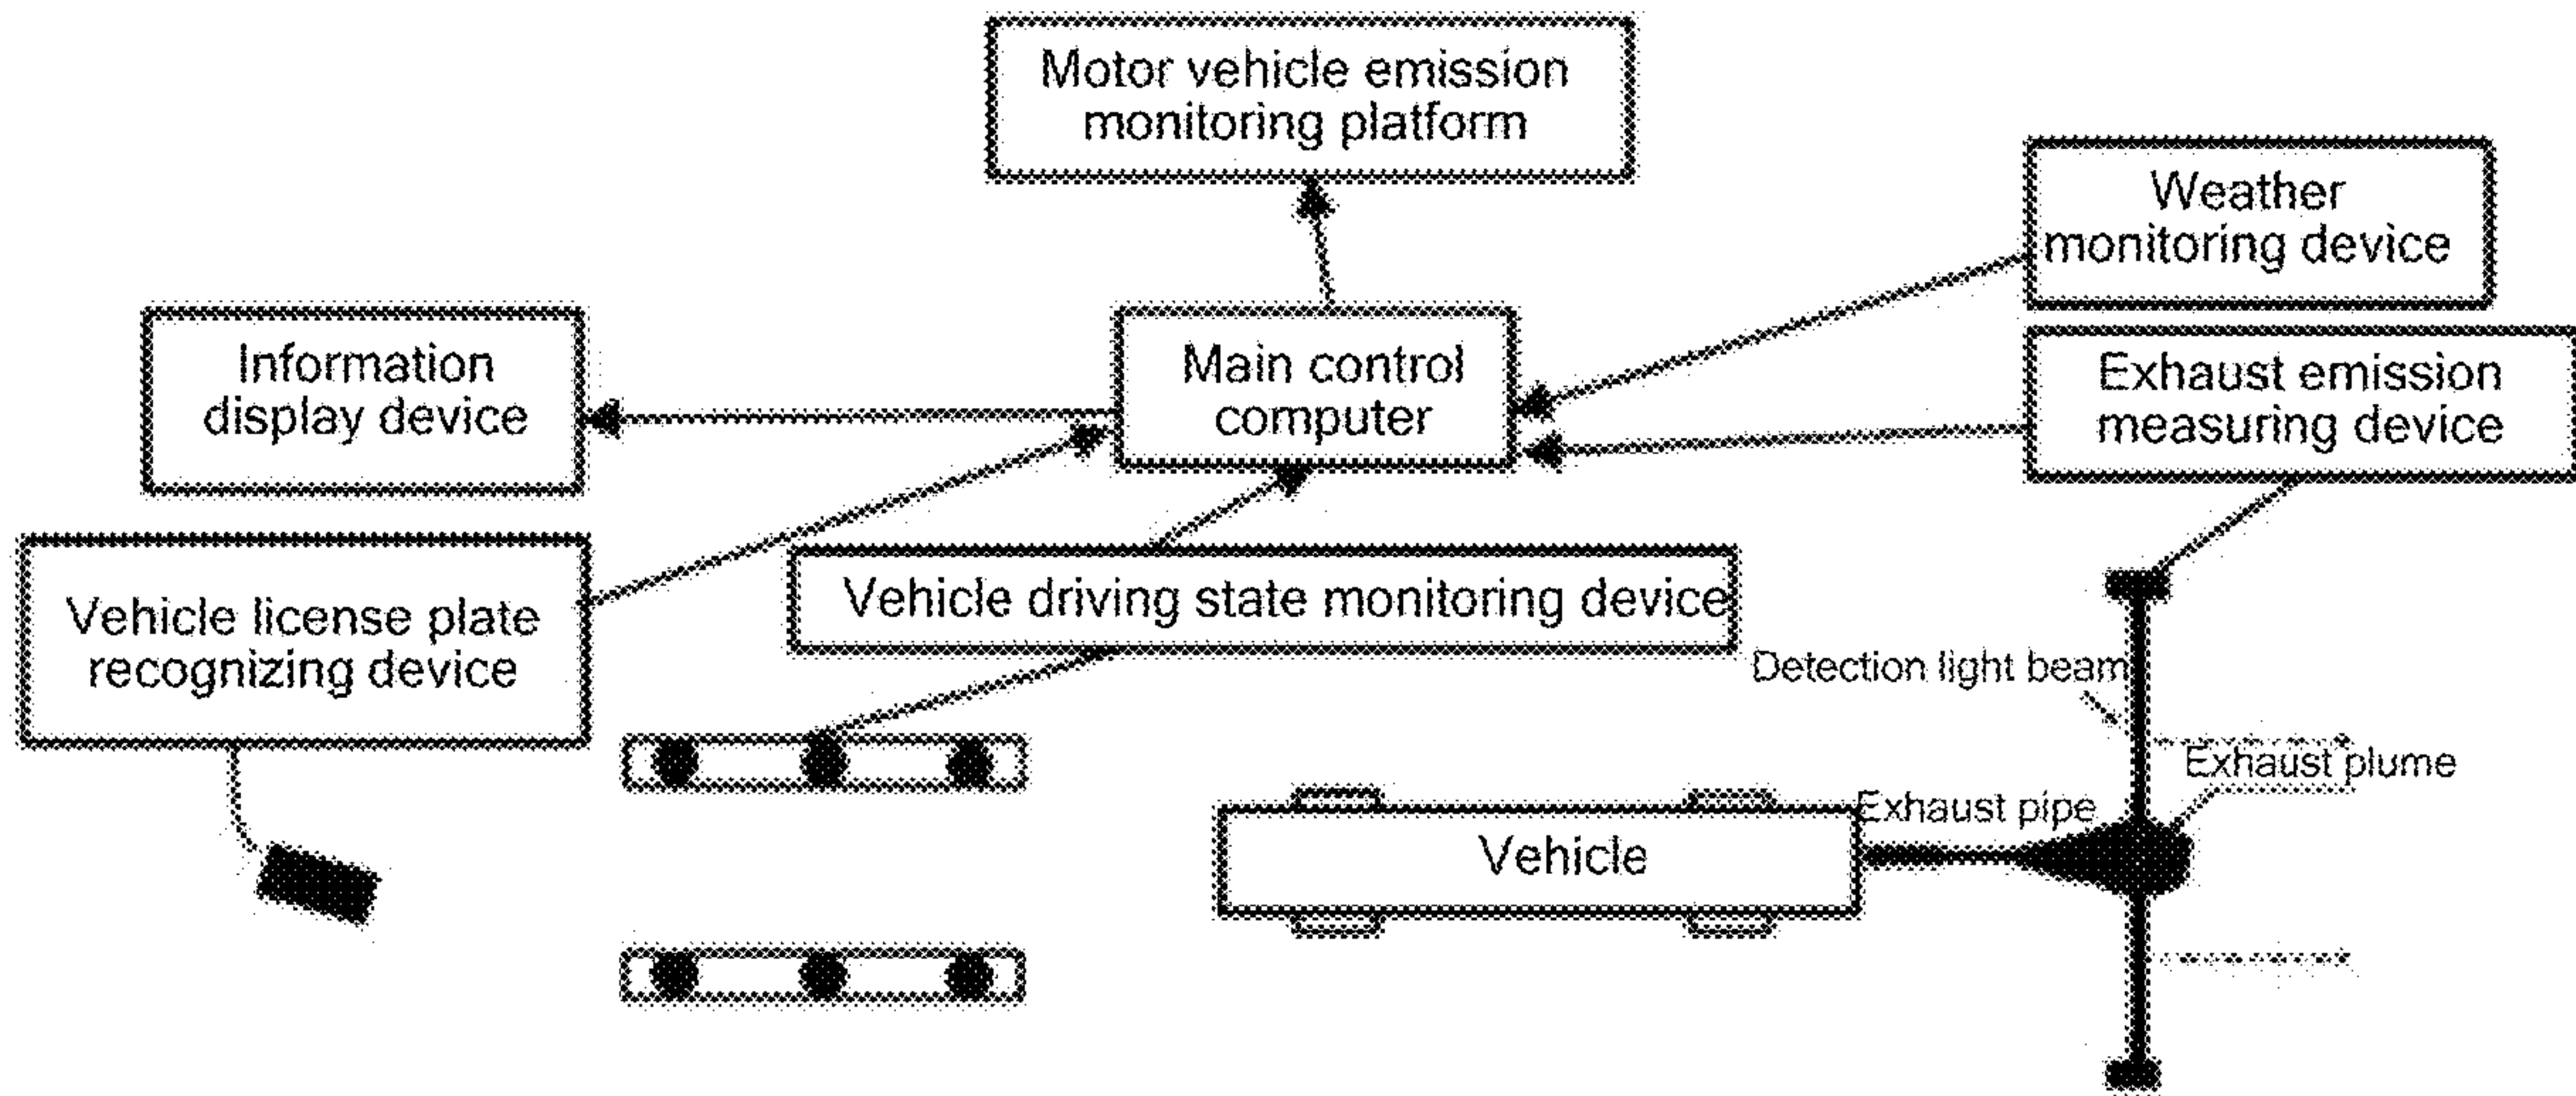 Motor vehicle emission
monitoring platform
Weather
monitoring device
Information
display device
Main control
computer
Exhaust emission
measuring device
Vehicle license plate
recognizing device
Vehicle driving state monitoring device
Detection light beam
Exhaust plume
Exhaust pipe
Vehicle